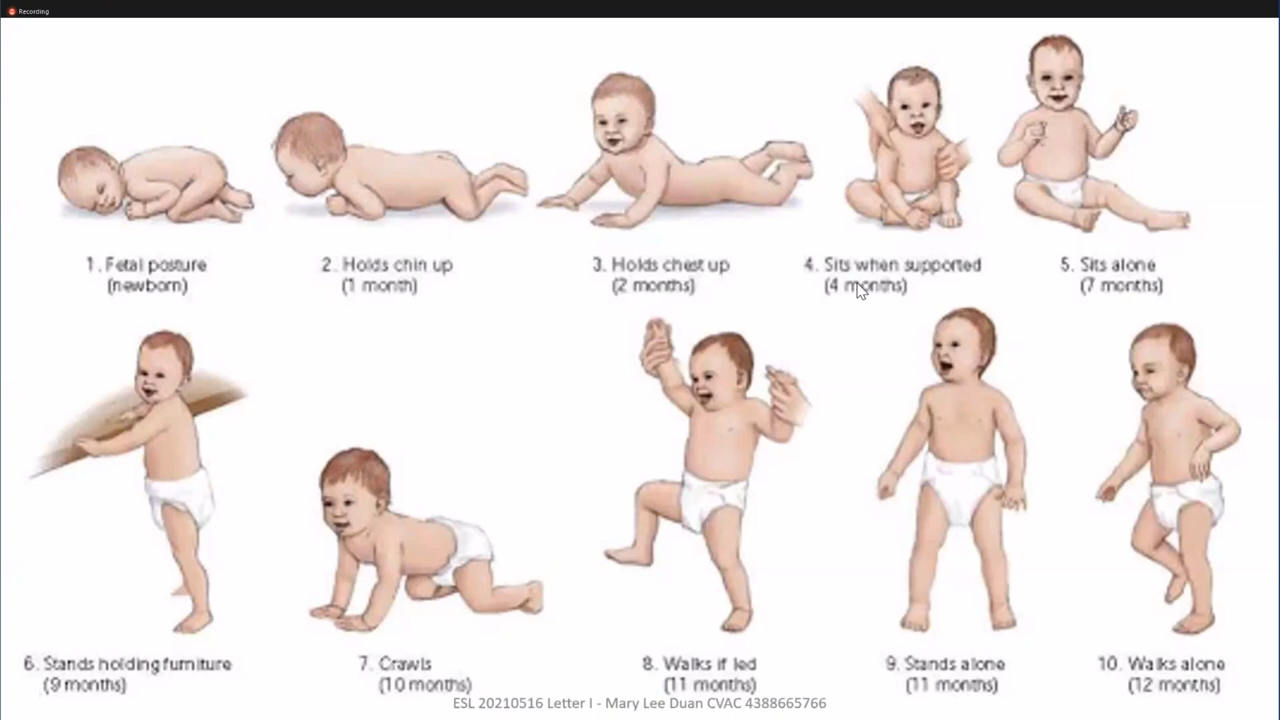 Recording
1. Fetal posture
(newborn)
2. Holds chin up
(1 month)
3. Holds chest up
(2 months)
4. Sits when supported
(4 months)
5. Sits alone
(7 months)
6. Stands holding furniture
(9 months)
7. Crawls
(10 months)
8. Walks if led
(11 months)
9. Stands alone
(11 months)
10. Walks alone
(12 months)
ESL 20210516 Letter I - Mary Lee Duan CVAC 4388665766